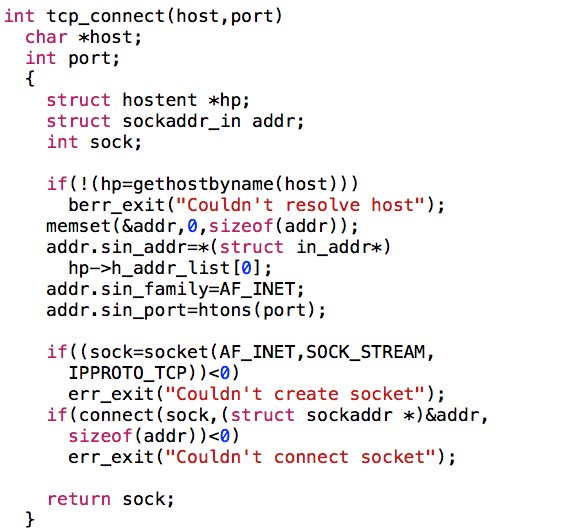 int tcp_connect(host,port)
  char *host;
  int port;
  {
    struct hostent *hp;
    struct sockaddr_in addr;
    int sock;

    if(!(hp=gethostbyname(host)))
      berr_exit("Couldn't resolve host");
    memset(&addr,0,sizeof(addr));
    addr.sin_addr=*(struct in_addr*)
      hp->h_addr_list[0];
    addr.sin_family=AF_INET;
    addr.sin_port=htons(port);

    if((sock=socket(AF_INET,SOCK_STREAM,
      IPPROTO_TCP))<0)
      err_exit("Couldn't create socket");
    if(connect(sock,(struct sockaddr *)&addr,
      sizeof(addr))<0)
      err_exit("Couldn't connect socket");

    return sock;
  }